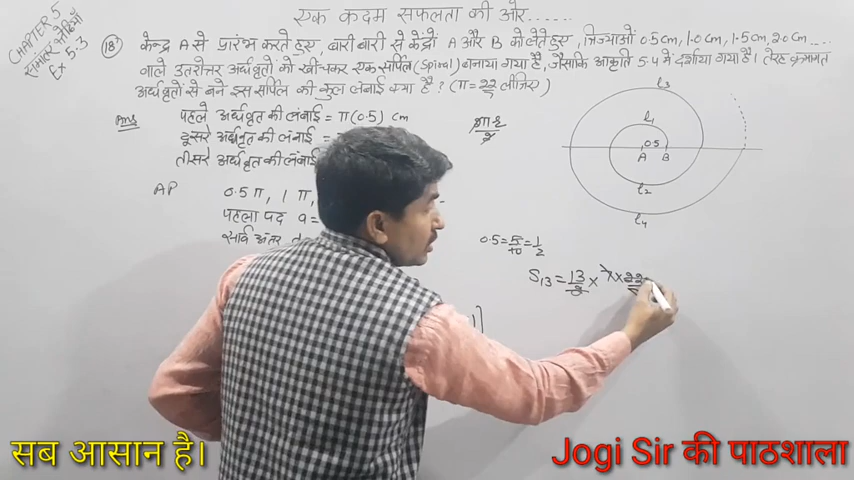 एक कदम सफलता की ओर......
CHAPTER 5
समांतर श्रेढियाँ
Ex 5.3
18 केन्द्र A से प्रारंभ करते हुए, बारी बारी से केंद्रों A और B को लेते हुए, त्रिज्याओं 0.5cm, 1.0cm, 1.5cm, 2.0cm.....
वाले उतरोत्तर अर्धवृतों को खींचकर एक सर्पिल (Spiral) बनाया गया है, जैसाकि आकृति 5.4 में दर्शाया गया है। तेरह क्रमागत
अर्धवृतों से बने इस सर्पिल की कुल लंबाई क्या है? (π = 22/7 लीजिए)
Ans पहले अर्धवृत की लंबाई = π(0.5) cm
दूसरे अर्धवृत की लंबाई =
तीसरे अर्धवृत की लंबाई
AP 0.5π, 1π,
पहला पद a =
सार्व अंतर d
0.5 = 5/10 = 1/2
S13 = 13/2 × 7 × 22
l3
l1
0.5
A B
l2
l4
सब आसान है।
Jogi Sir की पाठशाला